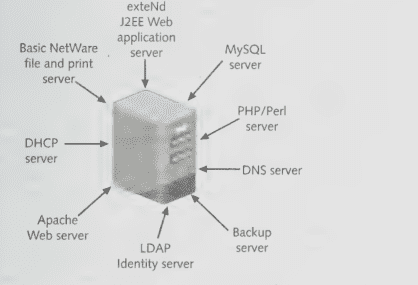 exteNd
J2EE Web
application
server
Basic NetWare
file and print
server
MySQL
server
PHP/Perl
server
DHCP
server
DNS server
Apache
Web server
LDAP
Identity server
Backup
server